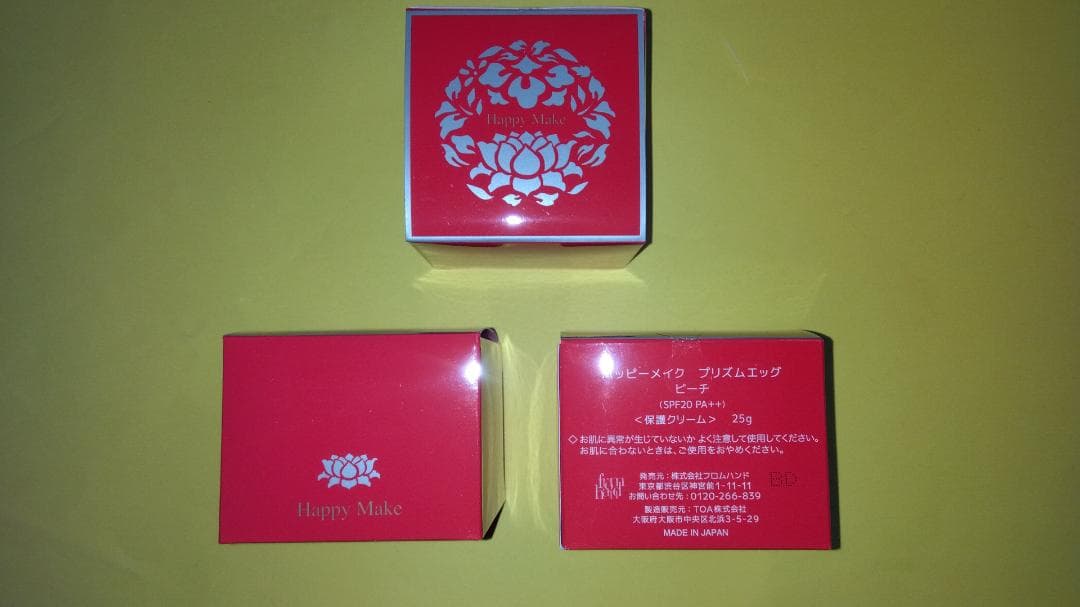 Happy Make
Happy Make
ハッピーメイク プリズムエッグ
ピーチ
(SPF20 PA++)
<保護クリーム> 25g
◇お肌に異常が生じていないか よく注意して使用してください。
お肌に合わないときは、ご使用をおやめください。
from
hand
発売元:株式会社フロムハンド
東京都渋谷区神宮前1-11-11
お問い合わせ先:0120-266-839
製造販売元:TOA株式会社
大阪府大阪市中央区北浜3-5-29
MADE IN JAPAN
BD